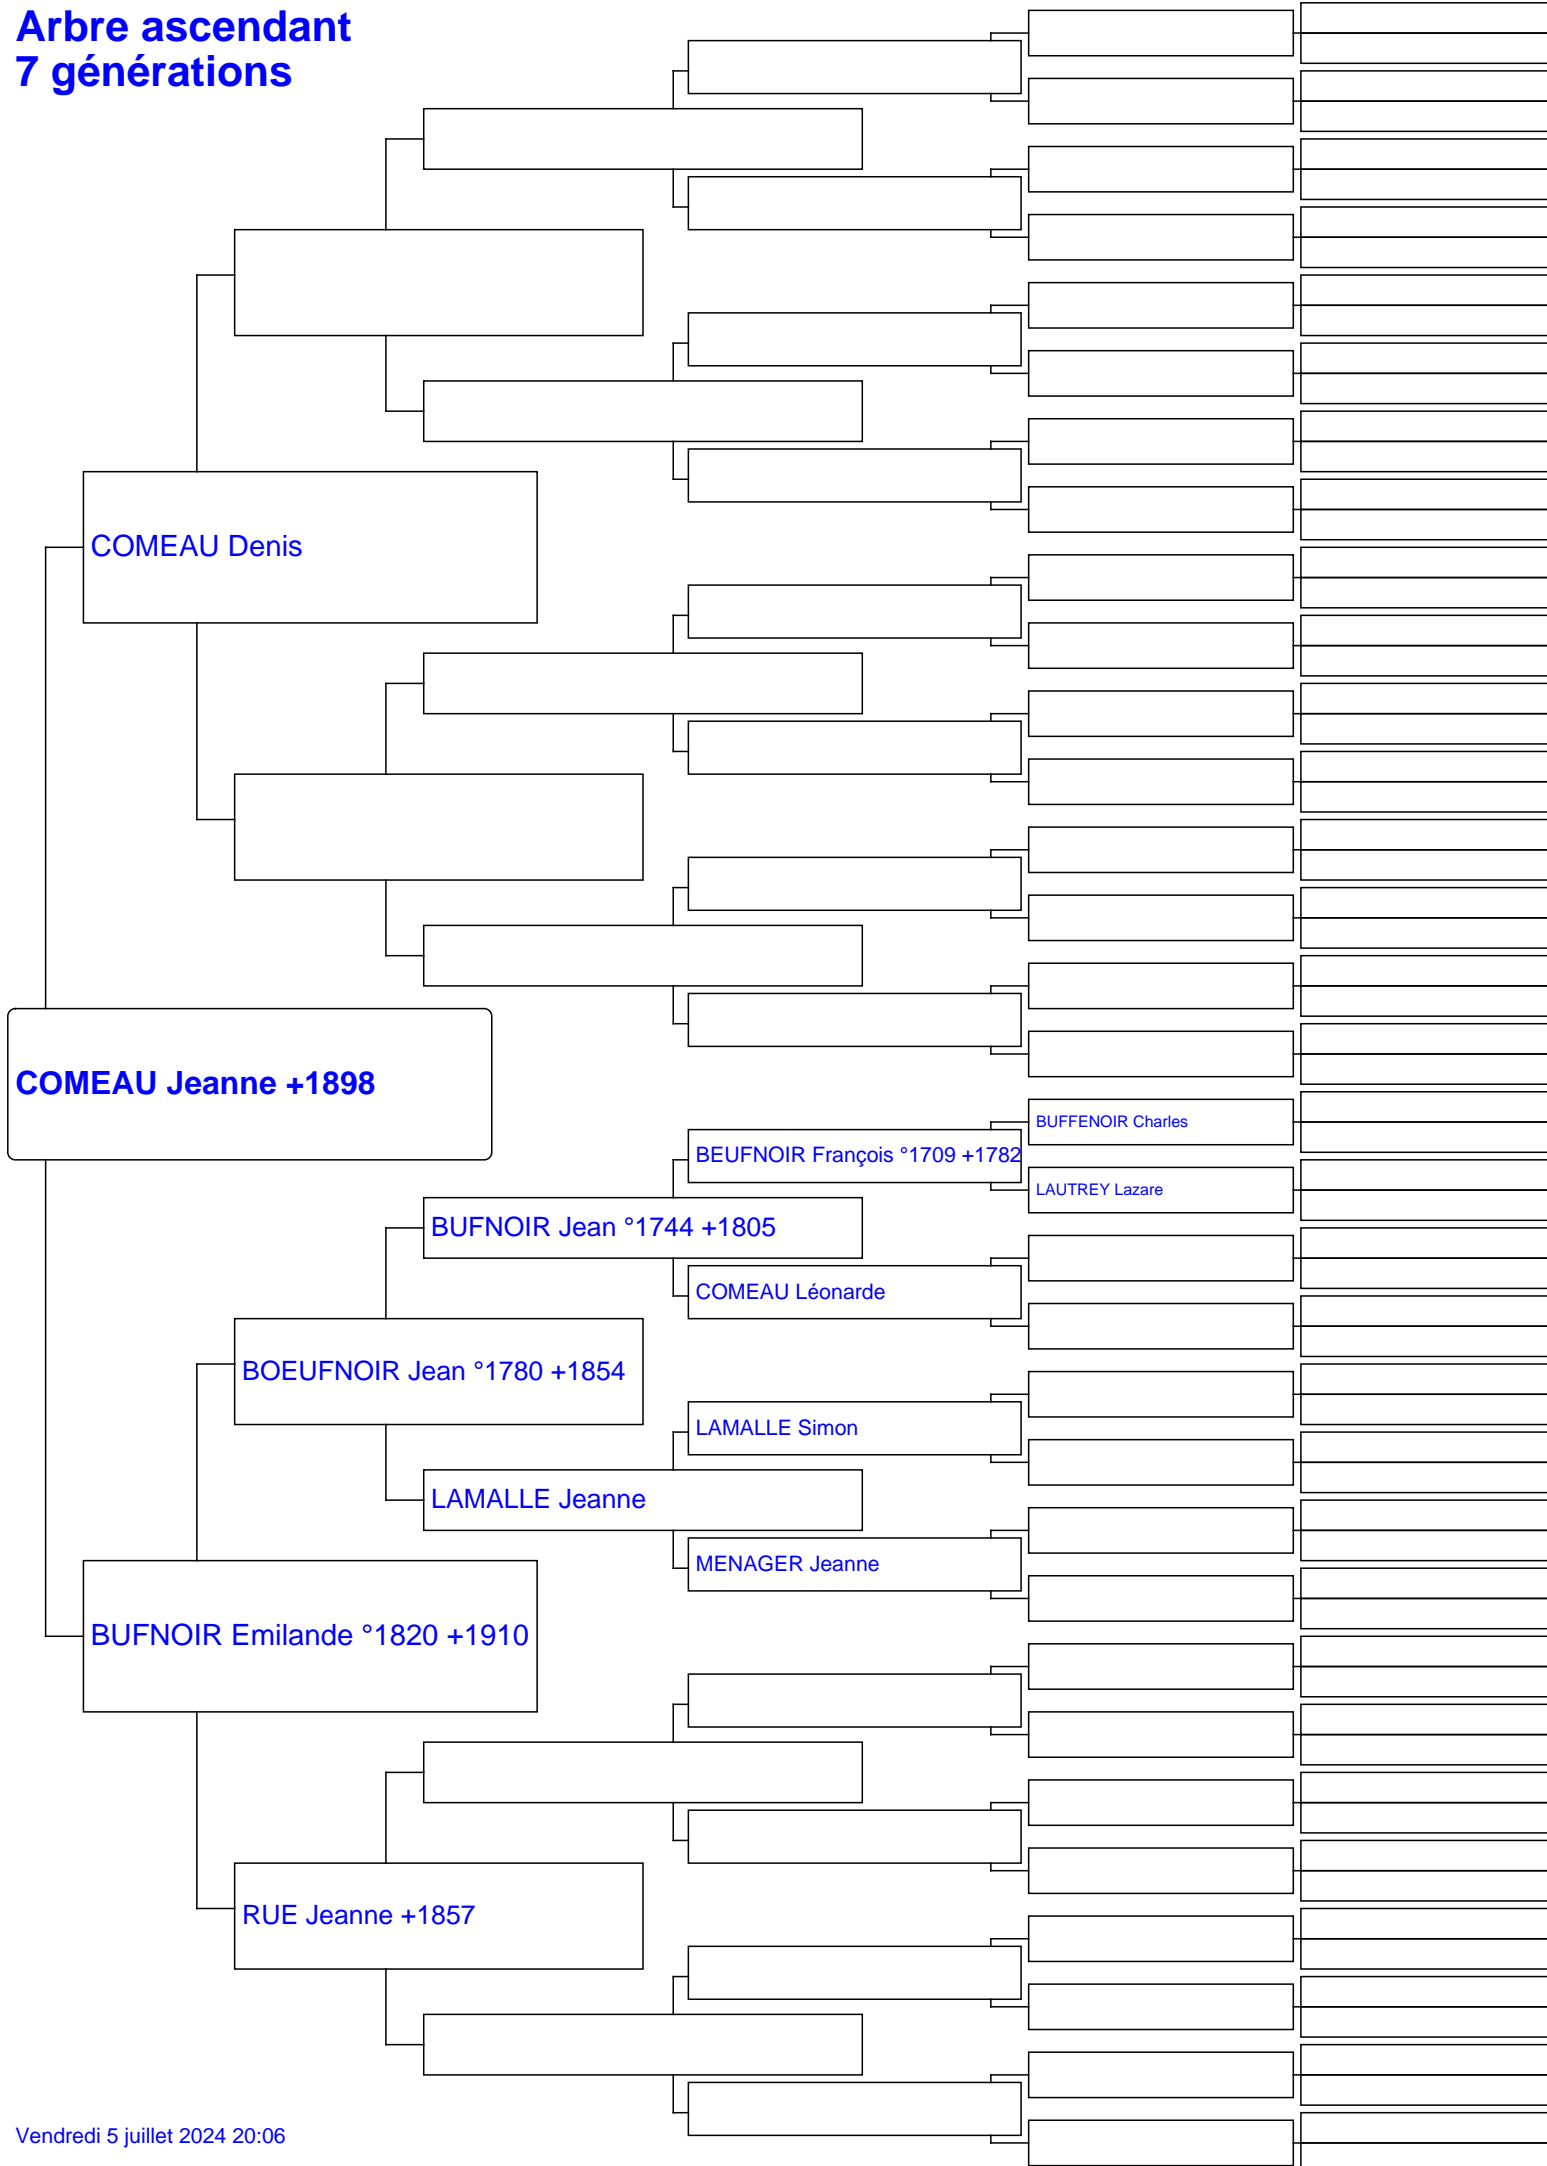 Arbre ascendant
7 générations
COMEAU Denis
COMEAU Jeanne +1898
BUFFENOIR Charles
BEUFNOIR François °1709 +1782
LAUTREY Lazare
BUFNOIR Jean °1744 +1805
COMEAU Léonarde
BOEUFNOIR Jean °1780 +1854
LAMALLE Simon
LAMALLE Jeanne
MENAGER Jeanne
BUFNOIR Emilande °1820 +1910
RUE Jeanne +1857
Vendredi 5 juillet 2024 20:06